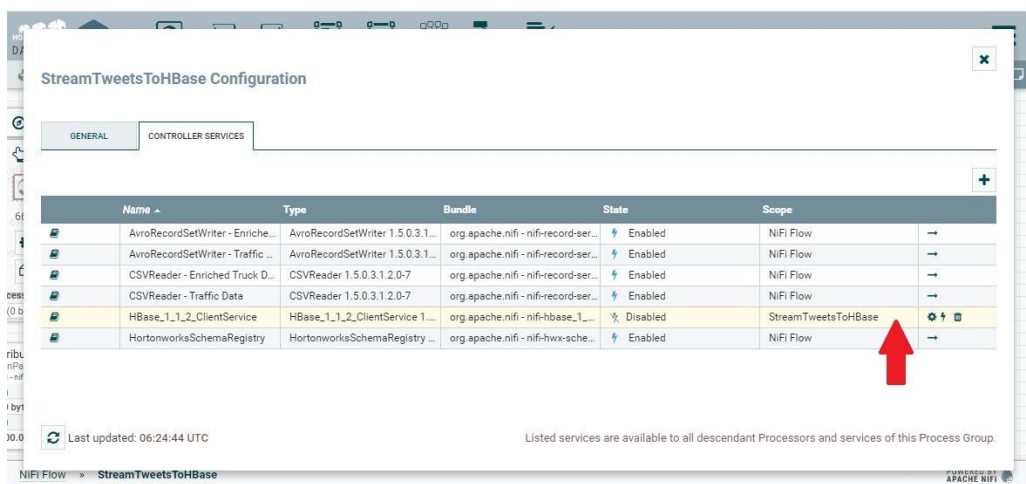 HO
DA
StreamTweetsToHBase Configuration
GENERAL CONTROLLER SERVICES
Name Type Bundle State Scope
AvroRecordSetWriter - Enriche... AvroRecordSetWriter 1.5.0.3.1... org.apache.nifi - nifi-record-ser... Enabled NiFi Flow
AvroRecordSetWriter - Traffic ... AvroRecordSetWriter 1.5.0.3.1... org.apache.nifi - nifi-record-ser... Enabled NiFi Flow
CSVReader - Enriched Truck D... CSVReader 1.5.0.3.1.2.0-7 org.apache.nifi - nifi-record-ser... Enabled NiFi Flow
CSVReader - Traffic Data CSVReader 1.5.0.3.1.2.0-7 org.apache.nifi - nifi-record-ser... Enabled NiFi Flow
HBase_1_1_2_ClientService HBase_1_1_2_ClientService 1.... org.apache.nifi - nifi-hbase_1_... Disabled StreamTweetsToHBase
HortonworksSchemaRegistry HortonworksSchemaRegistry ... org.apache.nifi - nifi-hwx-sche... Enabled NiFi Flow
Last updated: 06:24:44 UTC Listed services are available to all descendant Processors and services of this Process Group.
NiFi Flow » StreamTweetsToHBase
POWERED BY
APACHE NIFI